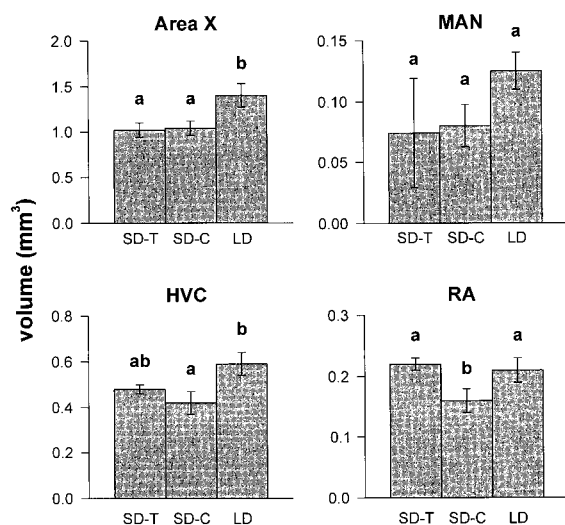 Area X
MAN
2.0
1.5
1.0
0.5
0.0
a
a
b
SD-T SD-C LD
0.15
0.10
0.05
0.00
a
a
a
SD-T SD-C LD
volume (mm³)
HVC
RA
0.8
0.6
0.4
0.2
0.0
ab
a
b
SD-T SD-C LD
0.3
0.2
0.1
0.0
a
b
a
SD-T SD-C LD